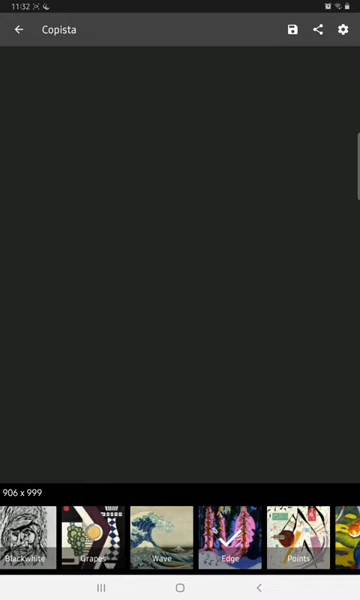 11:32
Copista
906 x 999
Blackwhite
Grapes
Wave
Edge
Points